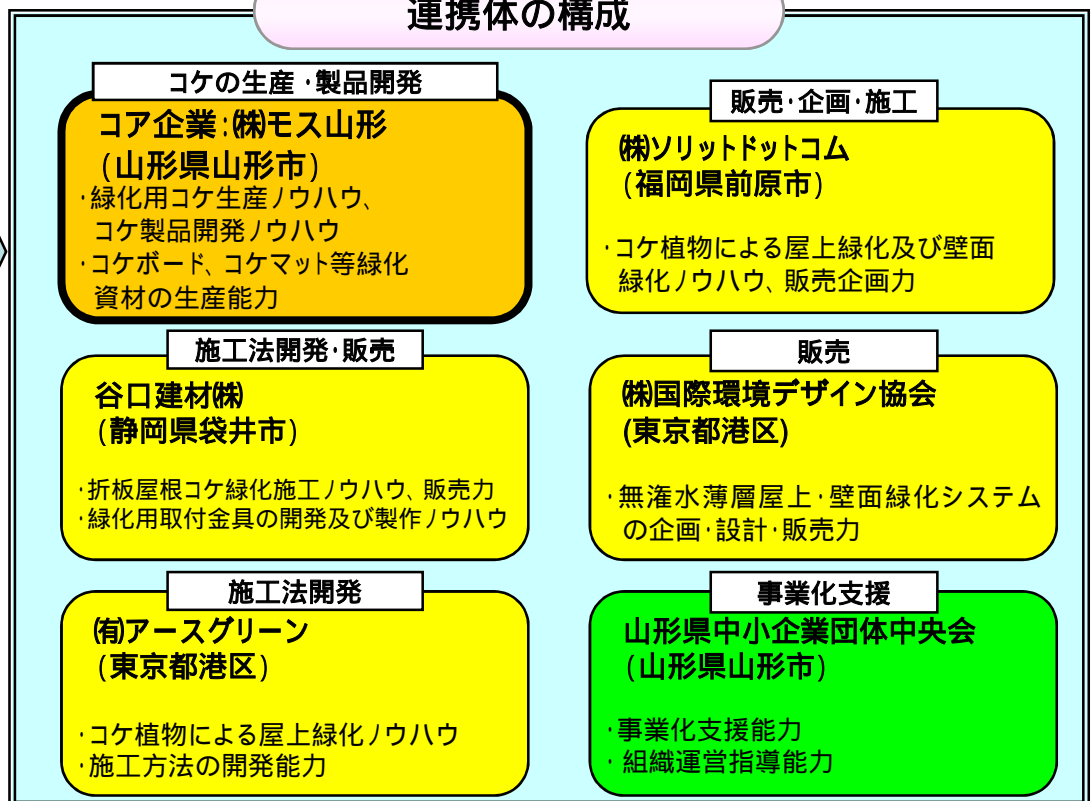 連携体の構成
コケの生産・製品開発
コア企業:㈱モス山形
(山形県山形市)
・緑化用コケ生産ノウハウ、
コケ製品開発ノウハウ
・コケボード、コケマット等緑化
資材の生産能力
販売・企画・施工
㈱ソリットドットコム
(福岡県前原市)
・コケ植物による屋上緑化及び壁面
緑化ノウハウ、販売企画力
施工法開発・販売
谷口建材㈱
(静岡県袋井市)
・折板屋根コケ緑化施工ノウハウ、販売力
・緑化用取付金具の開発及び製作ノウハウ
販売
㈱国際環境デザイン協会
(東京都港区)
・無潅水薄層屋上・壁面緑化システム
の企画・設計・販売力
施工法開発
㈲アースグリーン
(東京都港区)
・コケ植物による屋上緑化ノウハウ
・施工方法の開発能力
事業化支援
山形県中小企業団体中央会
(山形県山形市)
・事業化支援能力
・組織運営指導能力